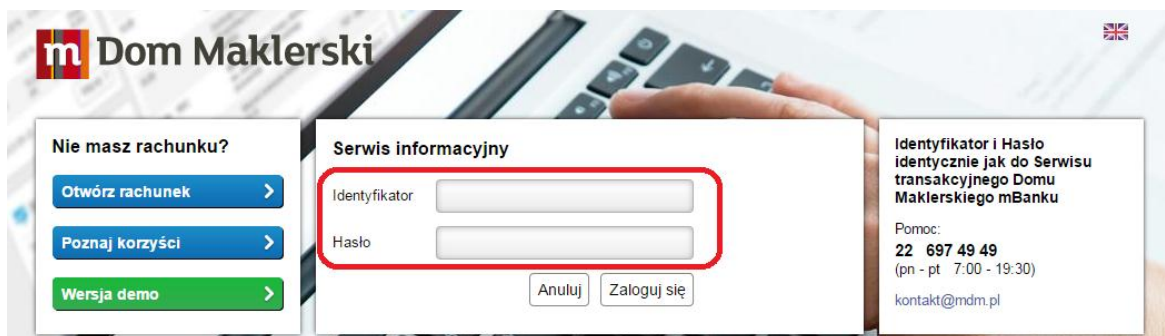 m Dom Maklerski
Nie masz rachunku?
Otwórz rachunek
Poznaj korzyści
Wersja demo
Serwis informacyjny
Identyfikator
Hasło
Anuluj
Zaloguj się
Identyfikator i Hasło
identycznie jak do Serwisu
transakcyjnego Domu
Maklerskiego mBanku
Pomoc:
22 697 49 49
(pn - pt 7:00 - 19:30)
kontakt@mdm.pl